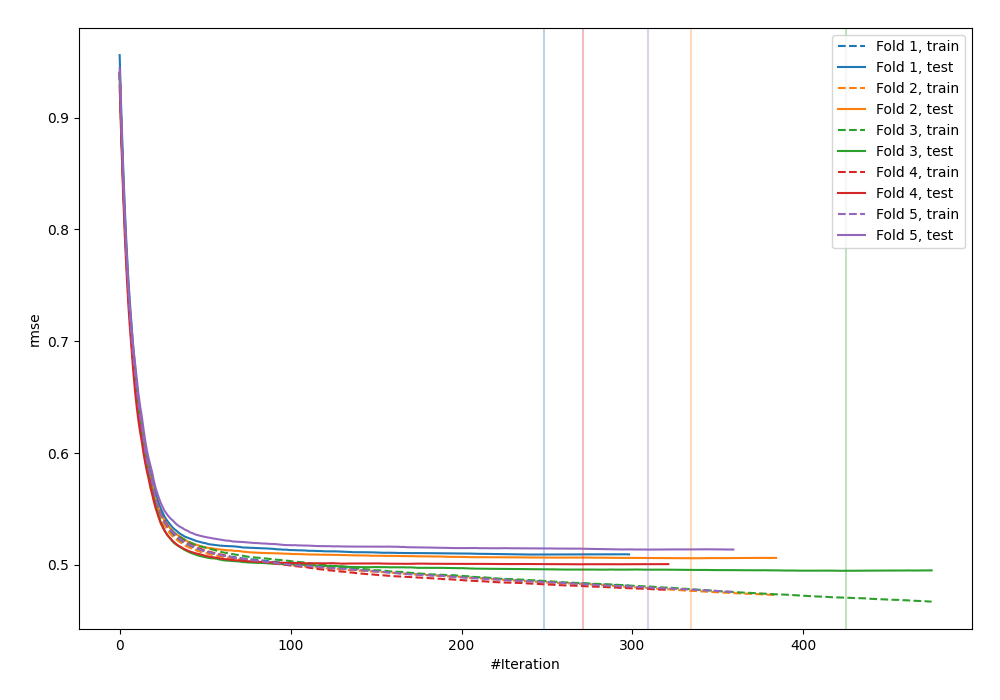 Fold 1, train
Fold 1, test
Fold 2, train
Fold 2, test
Fold 3, train
Fold 3, test
Fold 4, train
Fold 4, test
Fold 5, train
Fold 5, test
0.9
0.8
0.7
0.6
0.5
rmse
0 100 200 300 400
#Iteration